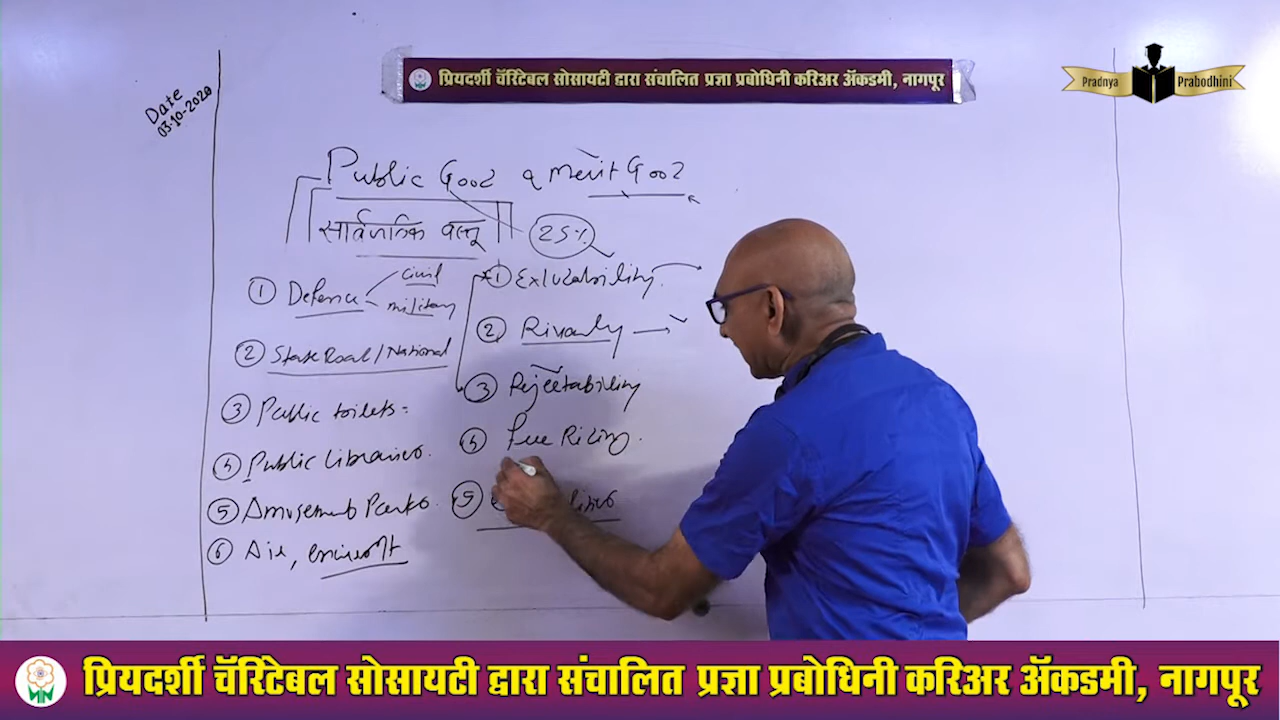 प्रियदर्शी चॅरिटेबल सोसायटी द्वारा संचालित प्रज्ञा प्रबोधिनी करिअर ॲकडमी, नागपूर
Pradnya Prabodhini
Date
03-10-2020
Public Good & Merit Good
सार्वजनिक वस्तू
25%
① Defence
civil
military
② State Road / National
③ Public toilets
④ Public Libraries
⑤ Amusement Parks
⑥ Air,
① Exludability
② Rivarly
③ Rejectability
④ Free Riding
⑤
प्रियदर्शी चॅरिटेबल सोसायटी द्वारा संचालित प्रज्ञा प्रबोधिनी करिअर ॲकडमी, नागपूर